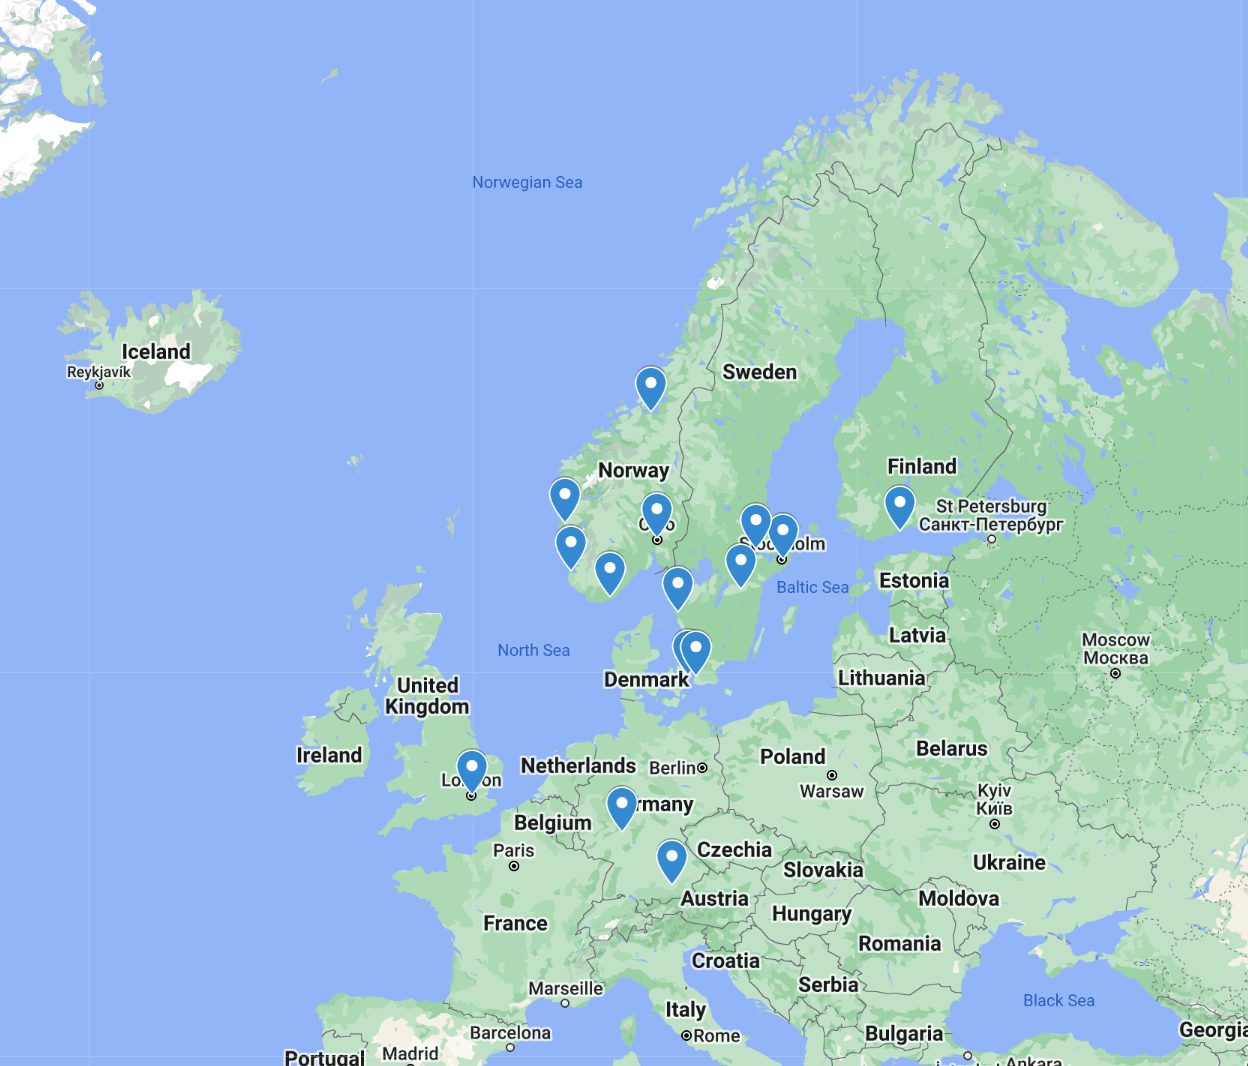 Norwegian Sea
Iceland
Reykjavík
Sweden
Norway
Finland
St Petersburg
Санкт-Петербург
Baltic Sea
Estonia
North Sea
Latvia
Moscow
Москва
Denmark
Lithuania
United
Kingdom
Ireland
Netherlands
Berlin
Poland
Warsaw
Belarus
Kyiv
Київ
Belgium
Paris
Czechia
Slovakia
Ukraine
Austria
Hungary
Moldova
France
Romania
Croatia
Serbia
Marseille
Italy
Rome
Black Sea
Barcelona
Bulgaria
Georgia
Portugal
Madrid
Ankara